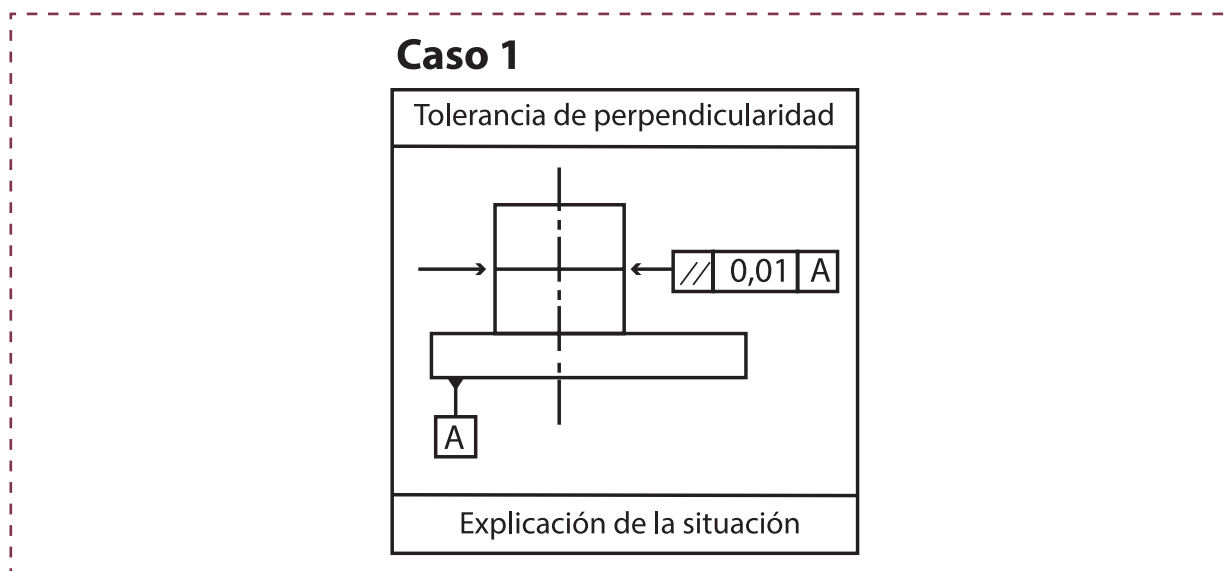 Caso 1
Tolerancia de perpendicularidad
// 0,01 A
A
Explicación de la situación